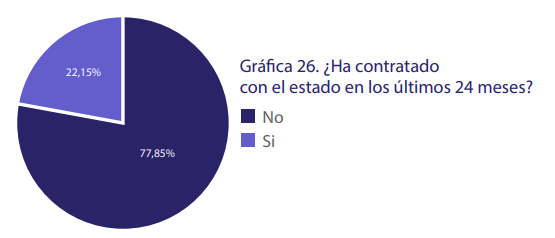 22,15%
77,85%
Gráfica 26. ¿Ha contratado
con el estado en los últimos 24 meses?
No
Si